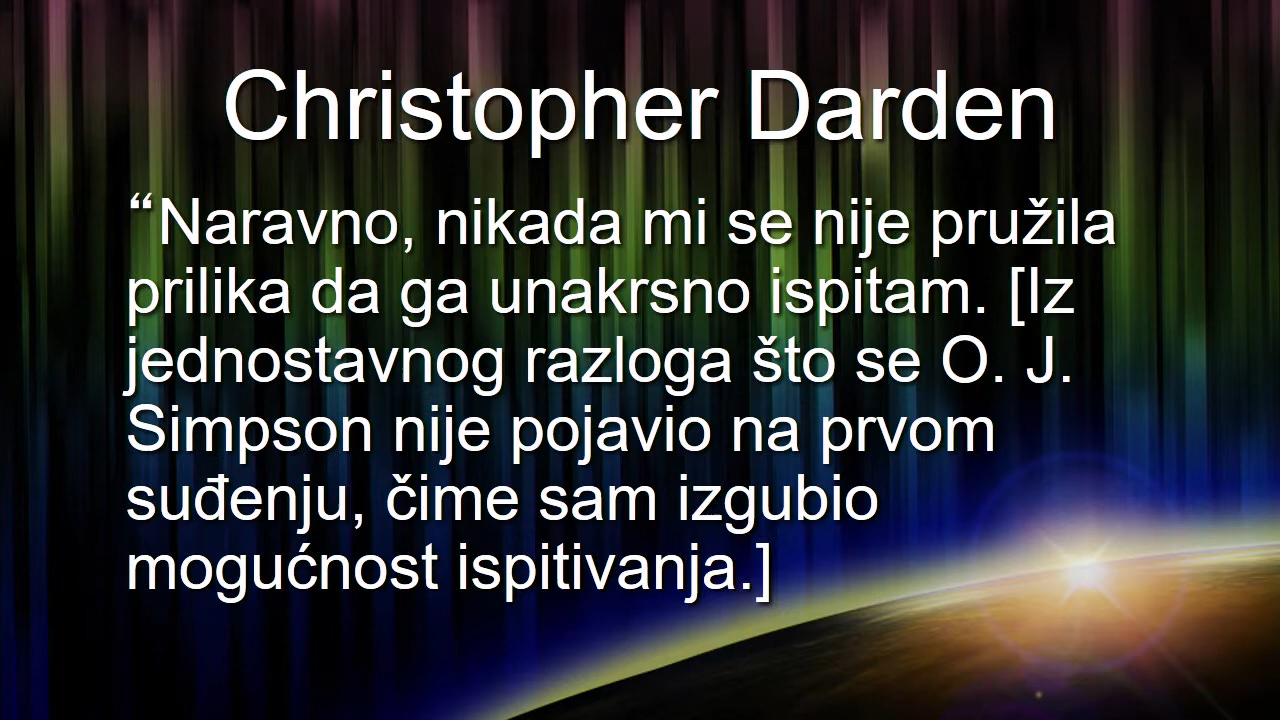 Christopher Darden
“Naravno, nikada mi se nije pružila
prilika da ga unakrsno ispitam. [Iz
jednostavnog razloga što se O. J.
Simpson nije pojavio na prvom
suđenju, čime sam izgubio
mogućnost ispitivanja.]